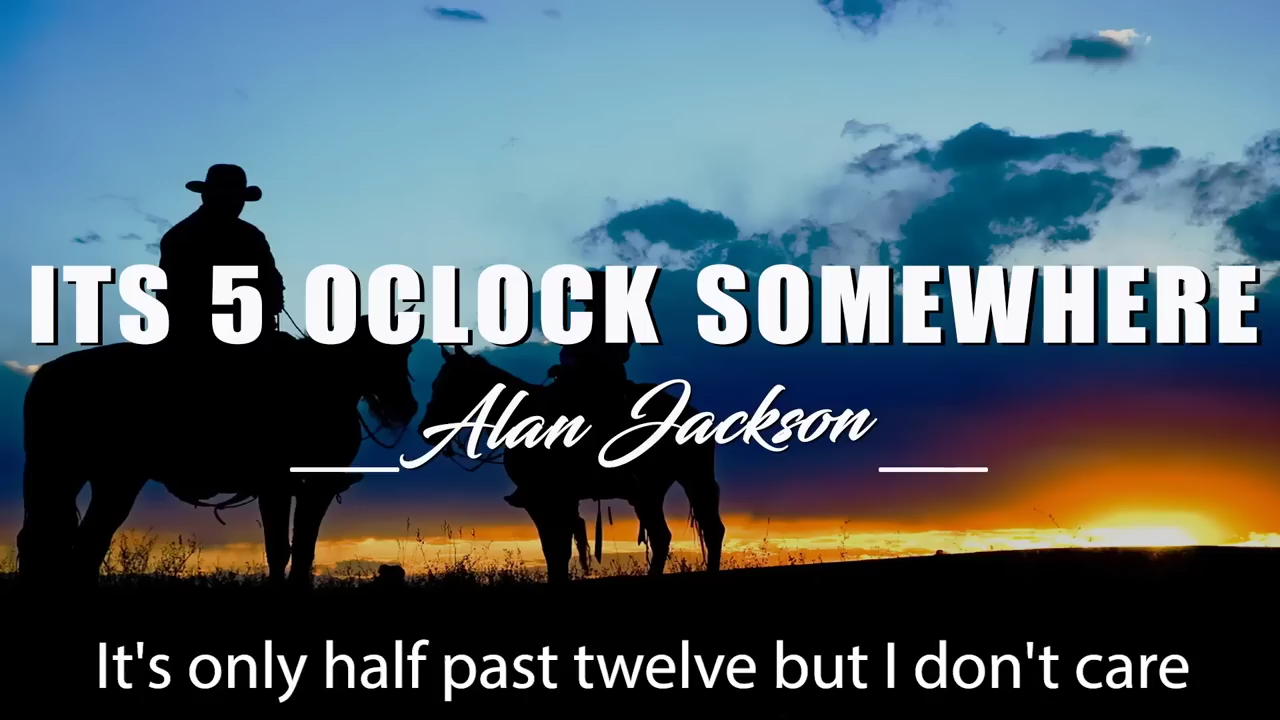 ITS 5 OCLOCK SOMEWHERE
Alan Jackson
It's only half past twelve but I don't care